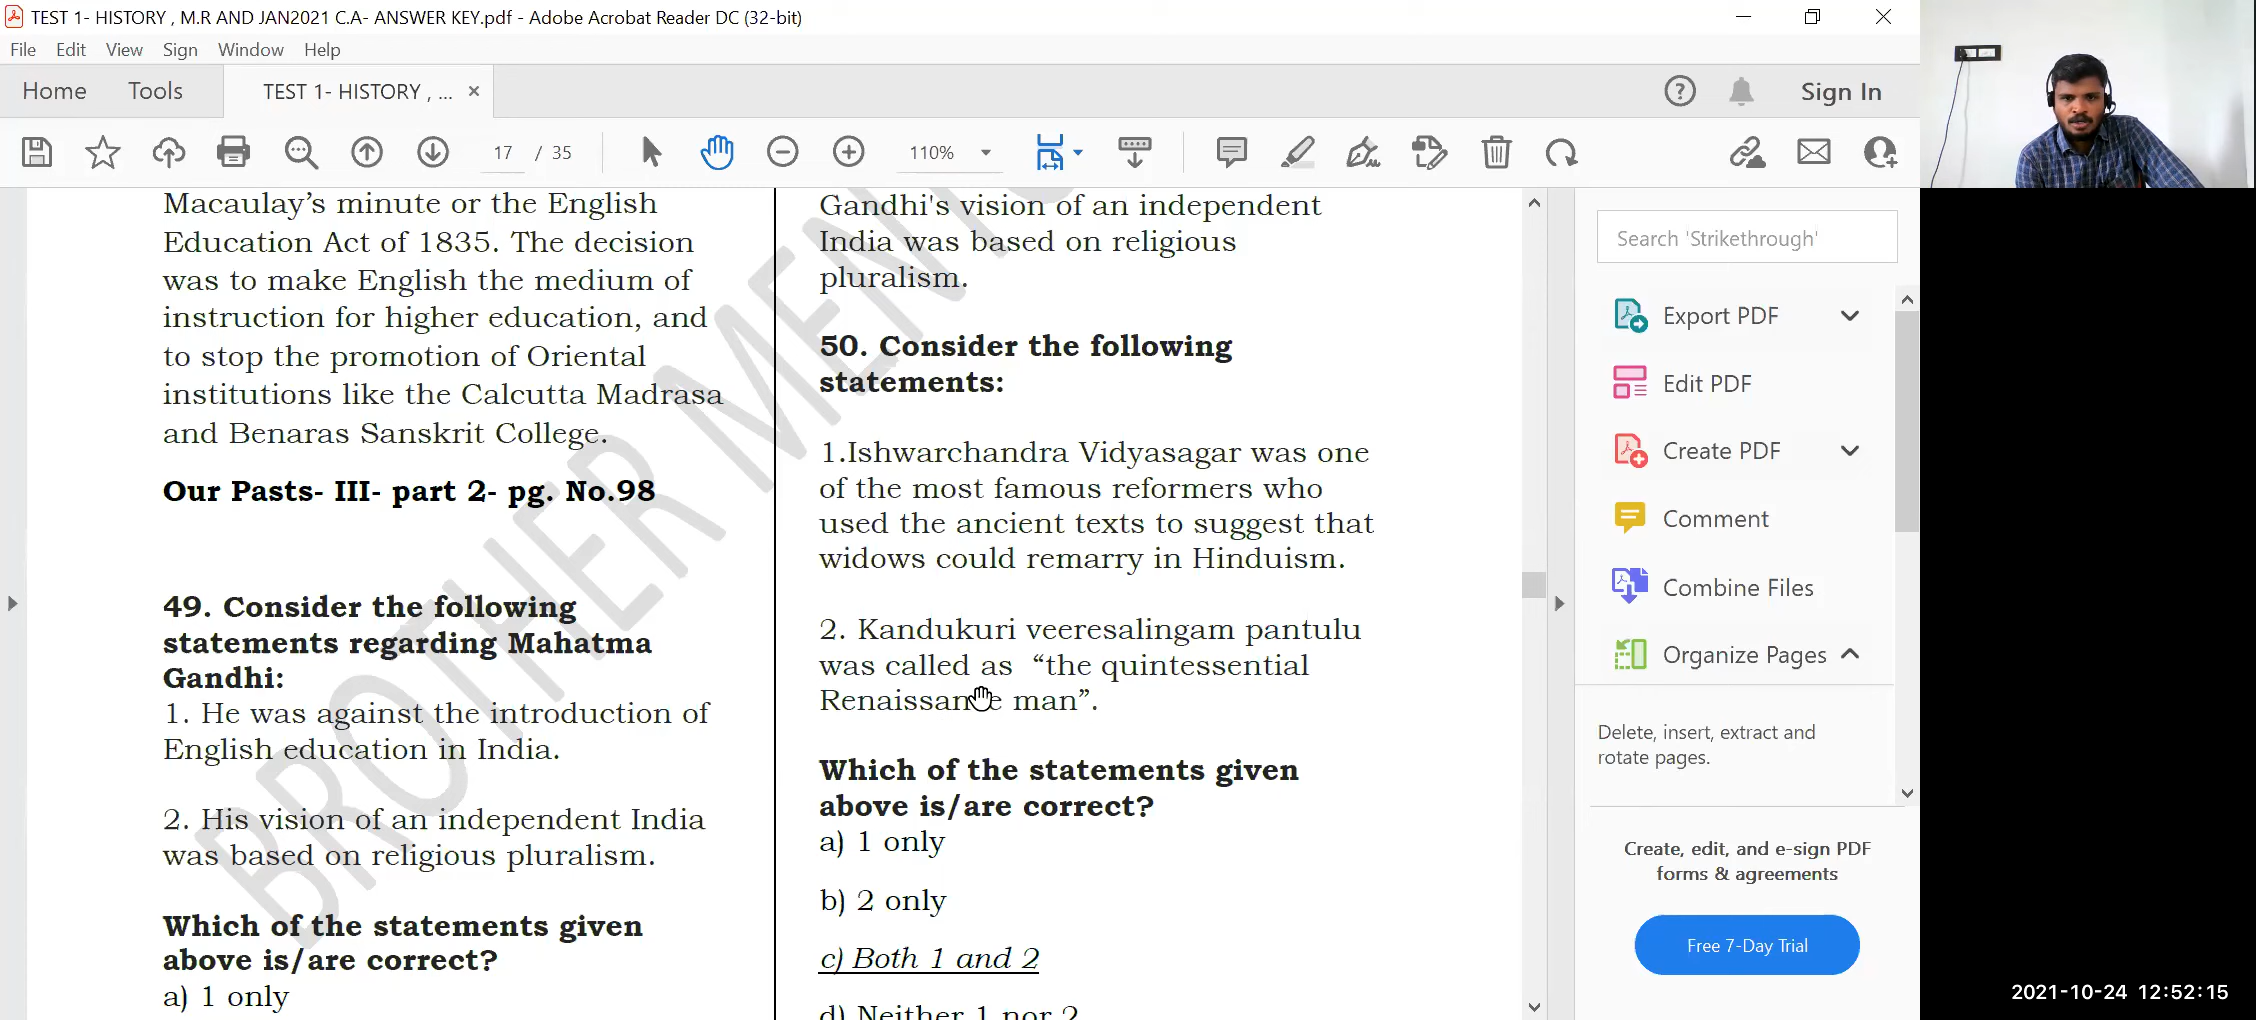 TEST 1- HISTORY , M.R AND JAN2021 C.A- ANSWER KEY.pdf - Adobe Acrobat Reader DC (32-bit)
File Edit View Sign Window Help
Home Tools TEST 1- HISTORY , ... × Sign In
17 / 35 110%
Macaulay's minute or the English
Education Act of 1835. The decision
was to make English the medium of
instruction for higher education, and
to stop the promotion of Oriental
institutions like the Calcutta Madrasa
and Benaras Sanskrit College.
Our Pasts- III- part 2- pg. No.98
49. Consider the following
statements regarding Mahatma
Gandhi:
1. He was against the introduction of
English education in India.
2. His vision of an independent India
was based on religious pluralism.
Which of the statements given
above is/are correct?
a) 1 only
Gandhi's vision of an independent
India was based on religious
pluralism.
50. Consider the following
statements:
1.Ishwarchandra Vidyasagar was one
of the most famous reformers who
used the ancient texts to suggest that
widows could remarry in Hinduism.
2. Kandukuri veeresalingam pantulu
was called as “the quintessential
Renaissance man”.
Which of the statements given
above is/are correct?
a) 1 only
b) 2 only
c) Both 1 and 2
d) Neither 1 nor 2
BROTHER
Search 'Strikethrough'
Export PDF
Edit PDF
Create PDF
Comment
Combine Files
Organize Pages
Delete, insert, extract and
rotate pages.
Create, edit, and e-sign PDF
forms & agreements
Free 7-Day Trial
2021-10-24 12:52:15